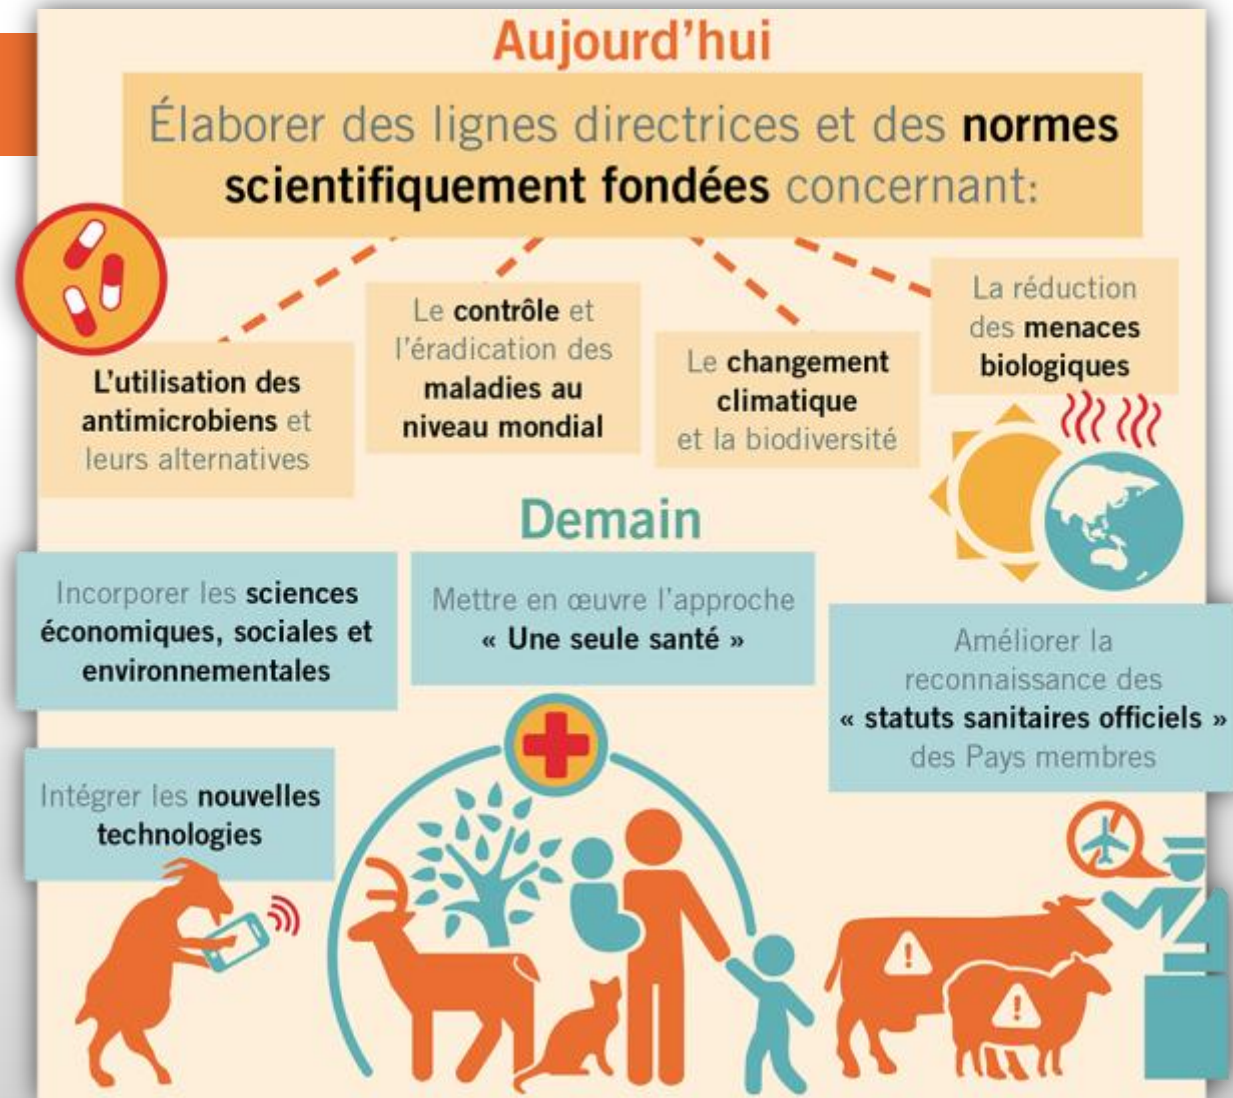 Aujourd'hui
Élaborer des lignes directrices et des normes
scientifiquement fondées concernant:
L'utilisation des
antimicrobiens et
leurs alternatives
Le contrôle et
l'éradication des
maladies au
niveau mondial
Le changement
climatique
et la biodiversité
La réduction
des menaces
biologiques
Demain
Incorporer les sciences
économiques, sociales et
environnementales
Mettre en œuvre l'approche
« Une seule santé »
Améliorer la
reconnaissance des
« statuts sanitaires officiels »
des Pays membres
Intégrer les nouvelles
technologies